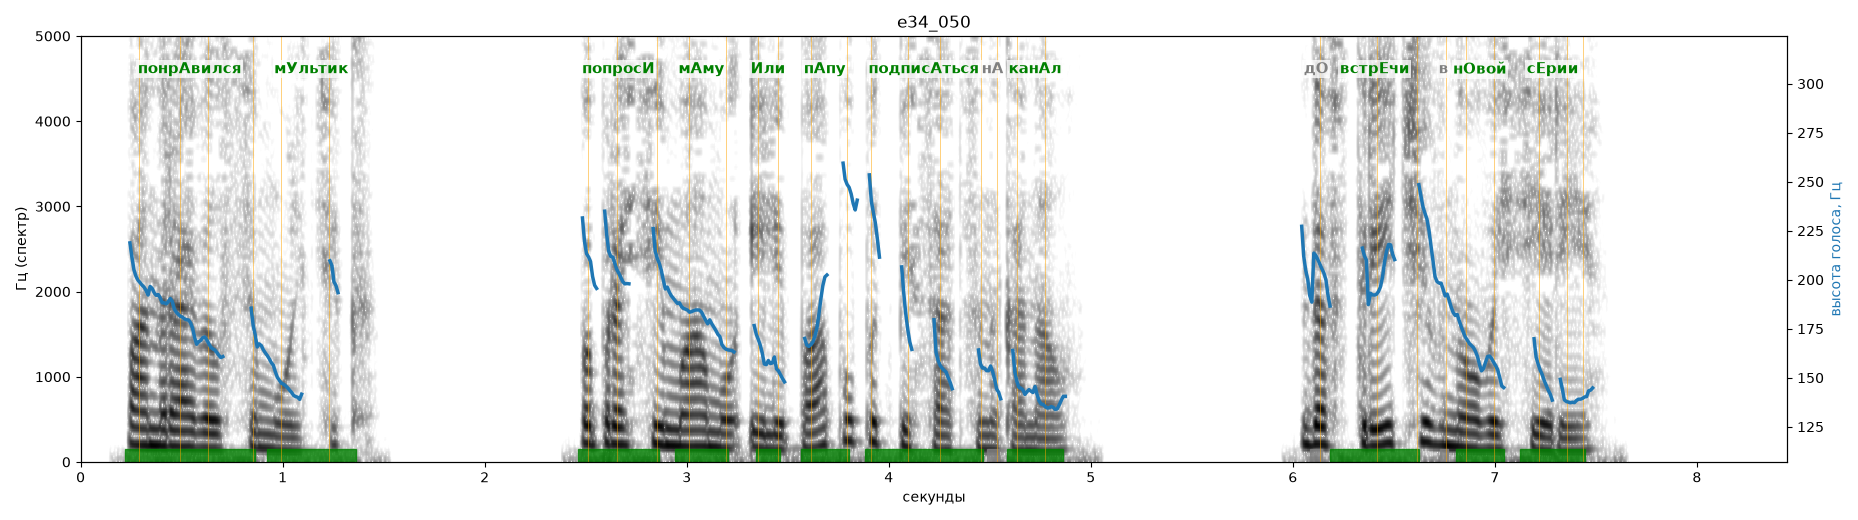 e34_050
понрАвился мУльтик попросИ мАму Или пАпу подписАться нА канАл дО встрЕчи в нОвой сЕрии
5000
4000
3000
2000
1000
0
Гц (спектр)
300
275
250
225
200
175
150
125
высота голоса, Гц
0 1 2 3 4 5 6 7 8
секунды